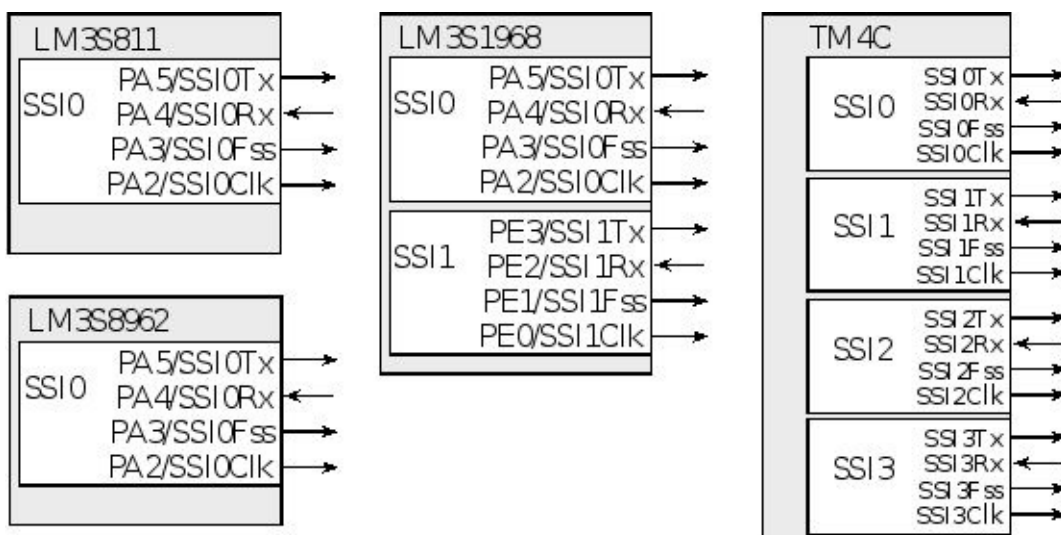 LM3S811
SSI0
PA5/SSI0Tx
PA4/SSI0Rx
PA3/SSI0Fss
PA2/SSI0Clk
LM3S8962
SSI0
PA5/SSI0Tx
PA4/SSI0Rx
PA3/SSI0Fss
PA2/SSI0Clk
LM3S1968
SSI0
PA5/SSI0Tx
PA4/SSI0Rx
PA3/SSI0Fss
PA2/SSI0Clk
SSI1
PE3/SSI1Tx
PE2/SSI1Rx
PE1/SSI1Fss
PE0/SSI1Clk
TM4C
SSI0
SSI0Tx
SSI0Rx
SSI0Fss
SSI0Clk
SSI1
SSI1Tx
SSI1Rx
SSI1Fss
SSI1Clk
SSI2
SSI2Tx
SSI2Rx
SSI2Fss
SSI2Clk
SSI3
SSI3Tx
SSI3Rx
SSI3Fss
SSI3Clk